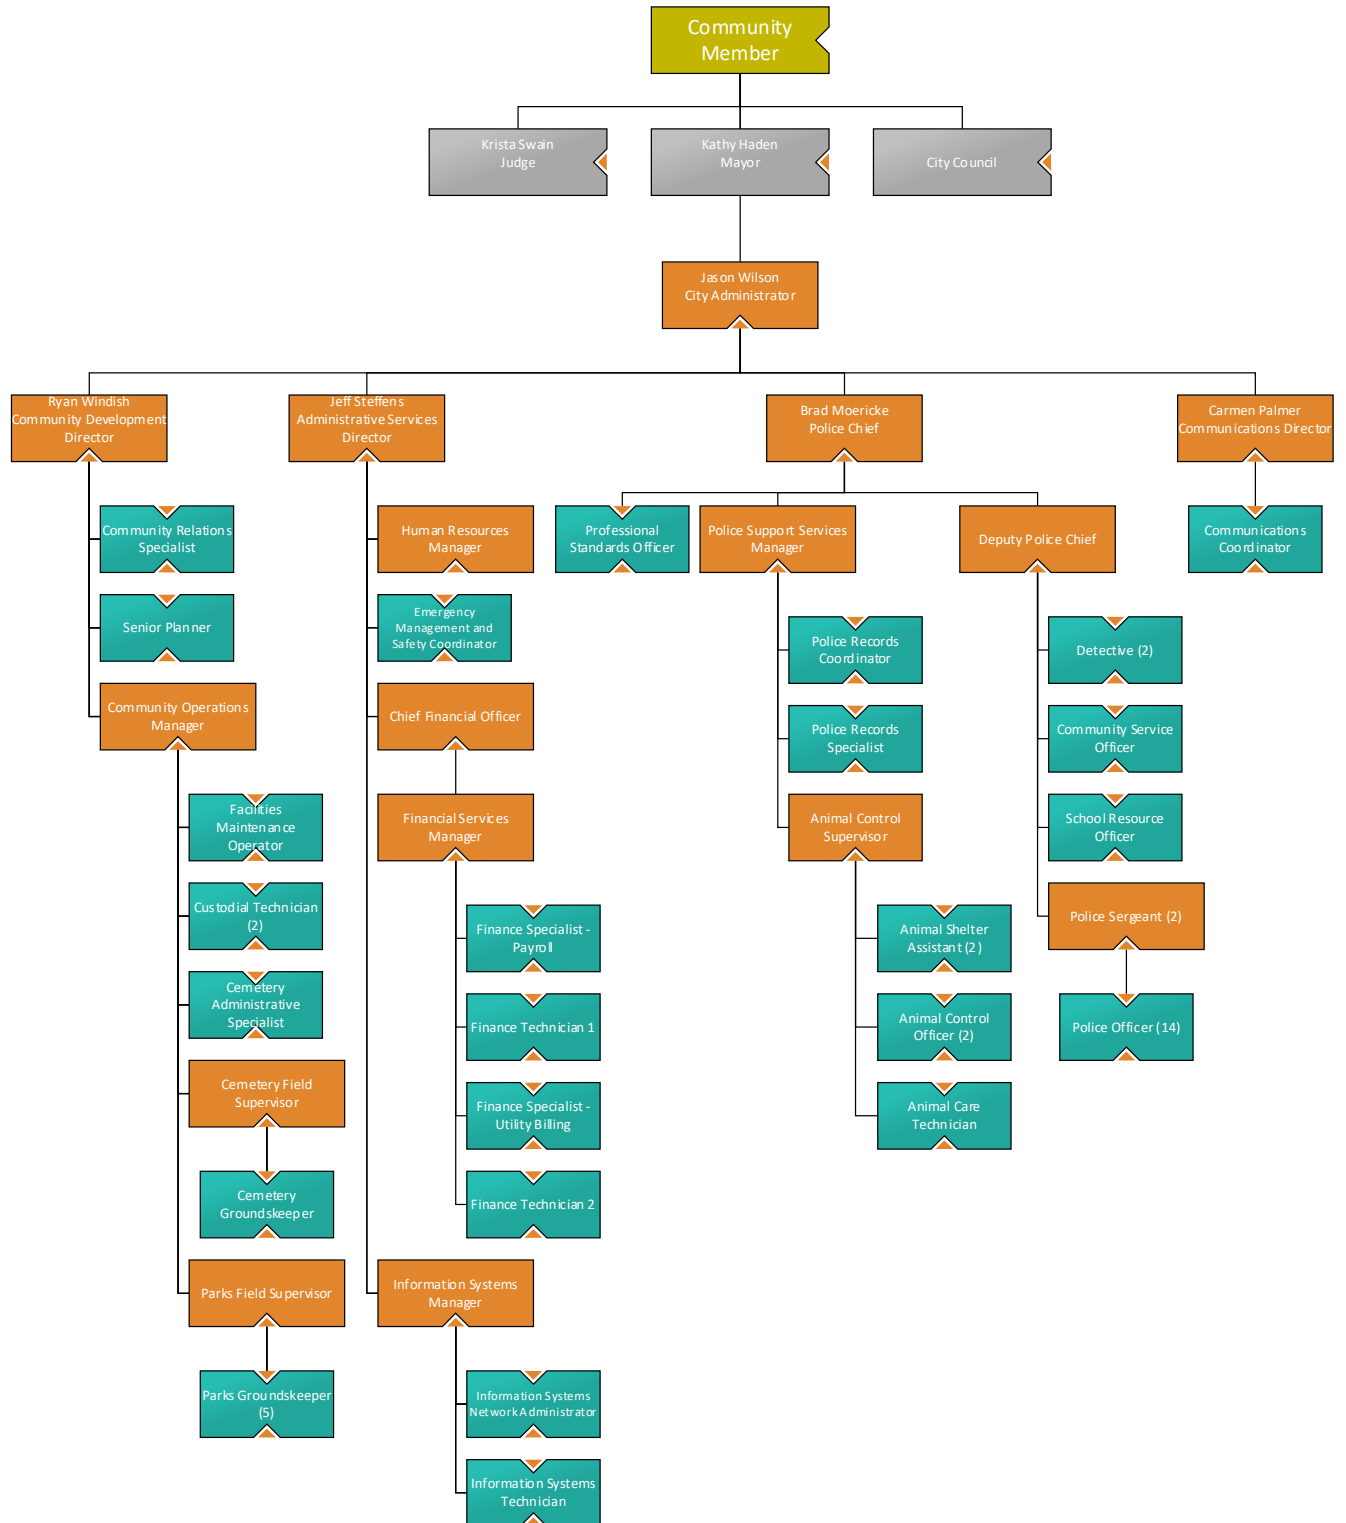 Community
Member
Krista Swain
Judge
Kathy Haden
Mayor
City Council
Jason Wilson
City Administrator
Ryan Windish
Community Development
Director
Jeff Steffens
Administrative Services
Director
Brad Moericke
Police Chief
Carmen Palmer
Communications Director
Community Relations
Specialist
Senior Planner
Community Operations
Manager
Facilities
Maintenance
Operator
Custodial Technician
(2)
Cemetery
Administrative
Specialist
Cemetery Field
Supervisor
Cemetery
Groundskeeper
Parks Field Supervisor
Parks Groundskeeper
(5)
Human Resources
Manager
Emergency
Management and
Safety Coordinator
Chief Financial Officer
Financial Services
Manager
Finance Specialist -
Payroll
Finance Technician 1
Finance Specialist -
Utility Billing
Finance Technician 2
Information Systems
Manager
Information Systems
Network Administrator
Information Systems
Technician
Professional
Standards Officer
Police Support Services
Manager
Police Records
Coordinator
Police Records
Specialist
Animal Control
Supervisor
Animal Shelter
Assistant (2)
Animal Control
Officer (2)
Animal Care
Technician
Deputy Police Chief
Detective (2)
Community Service
Officer
School Resource
Officer
Police Sergeant (2)
Police Officer (14)
Communications
Coordinator